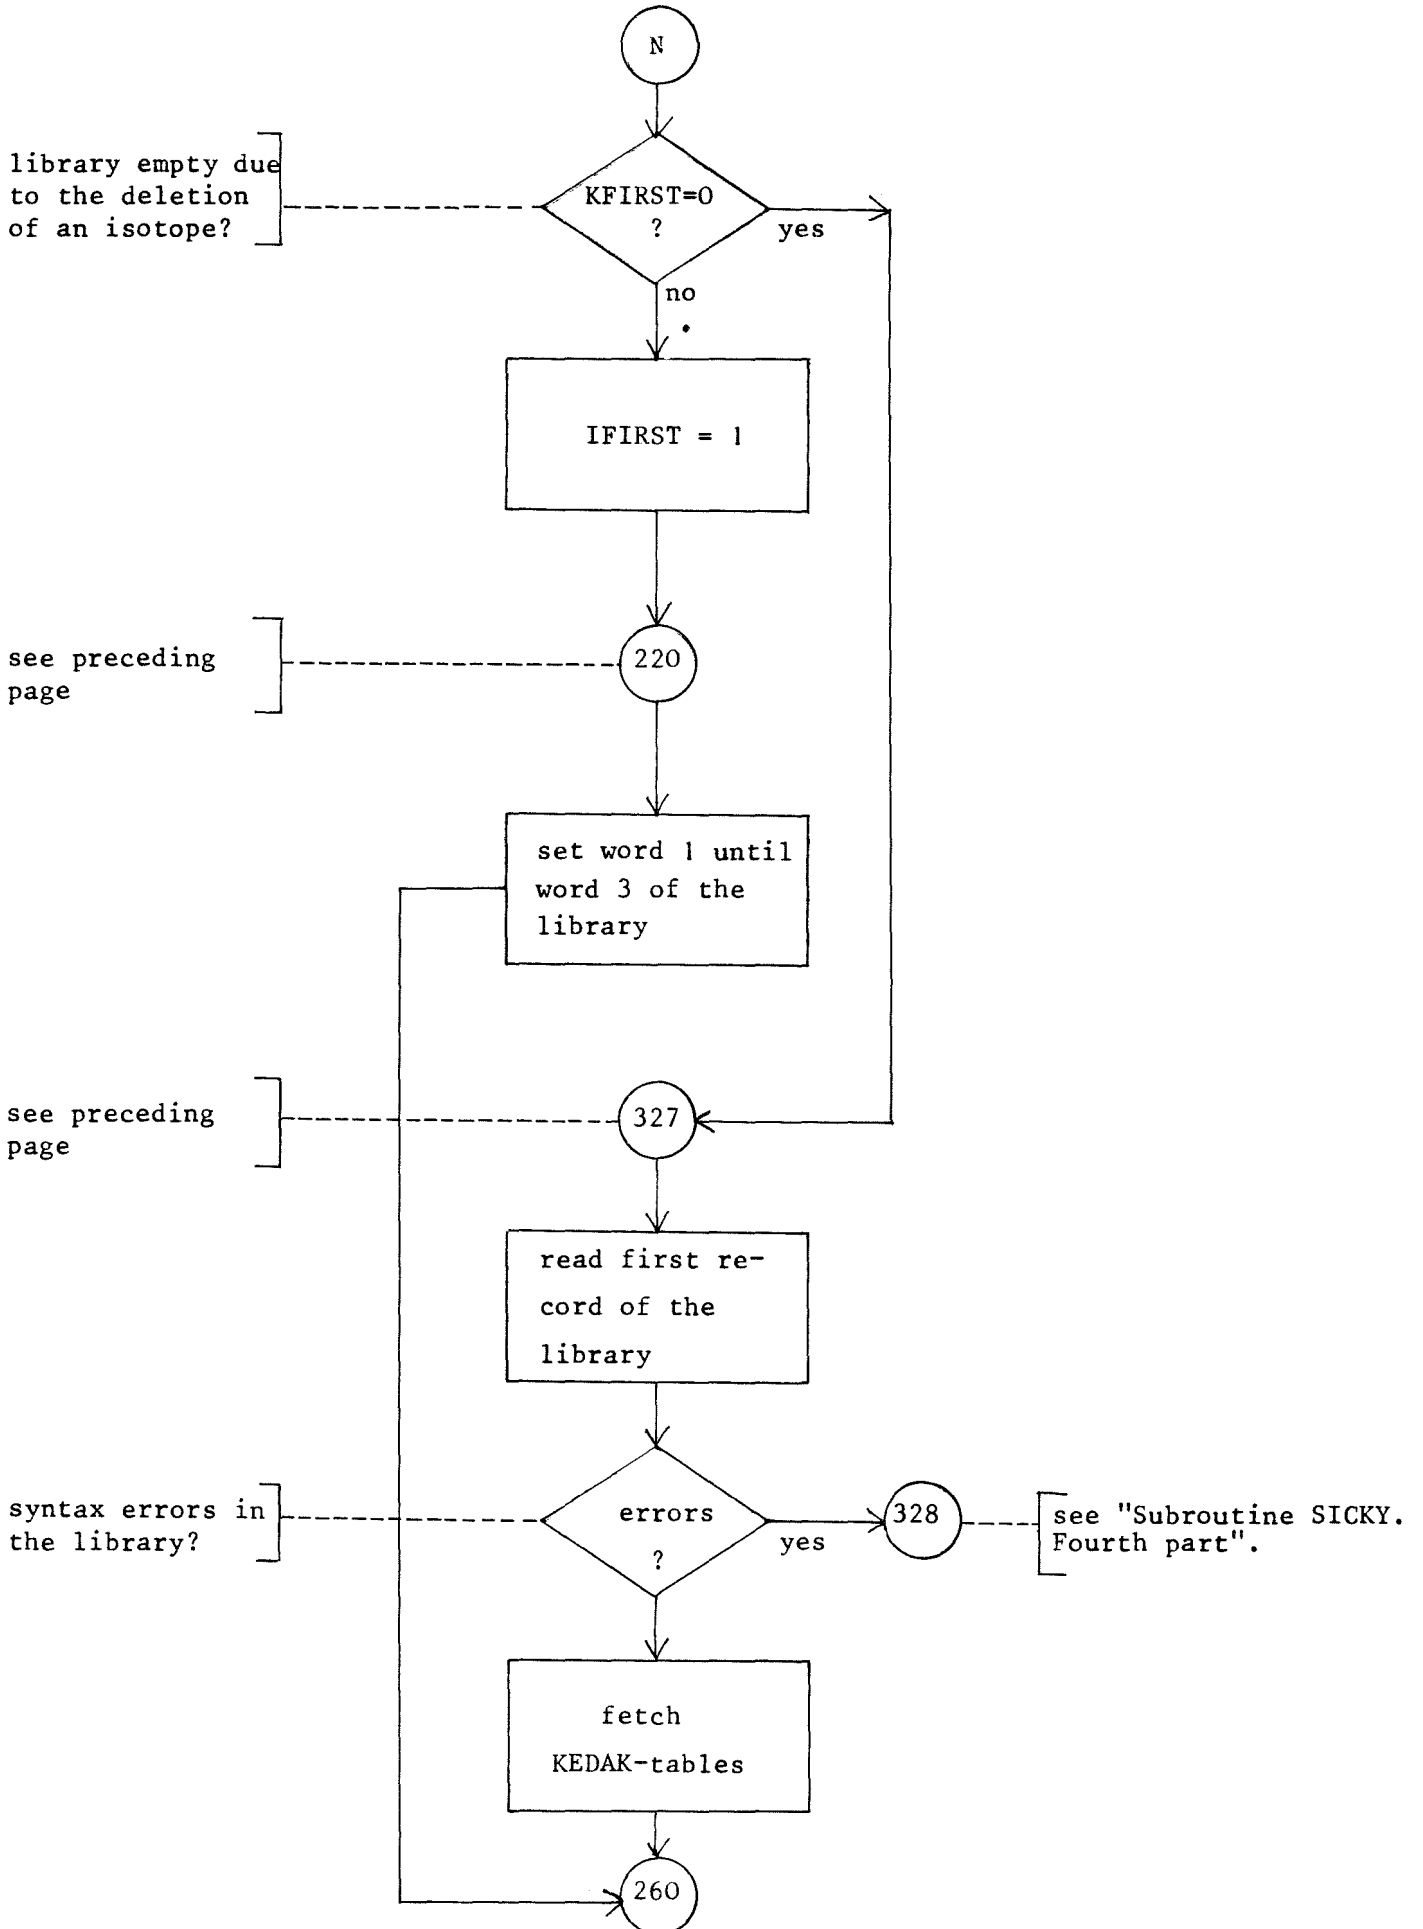 N
library empty due
to the deletion
of an isotope?
KFIRST=0
?
yes
no
IFIRST = 1
see preceding
page
220
set word 1 until
word 3 of the
library
see preceding
page
327
read first re-
cord of the
library
syntax errors in
the library?
errors
?
yes
328
see "Subroutine SICKY.
Fourth part".
fetch
KEDAK-tables
260